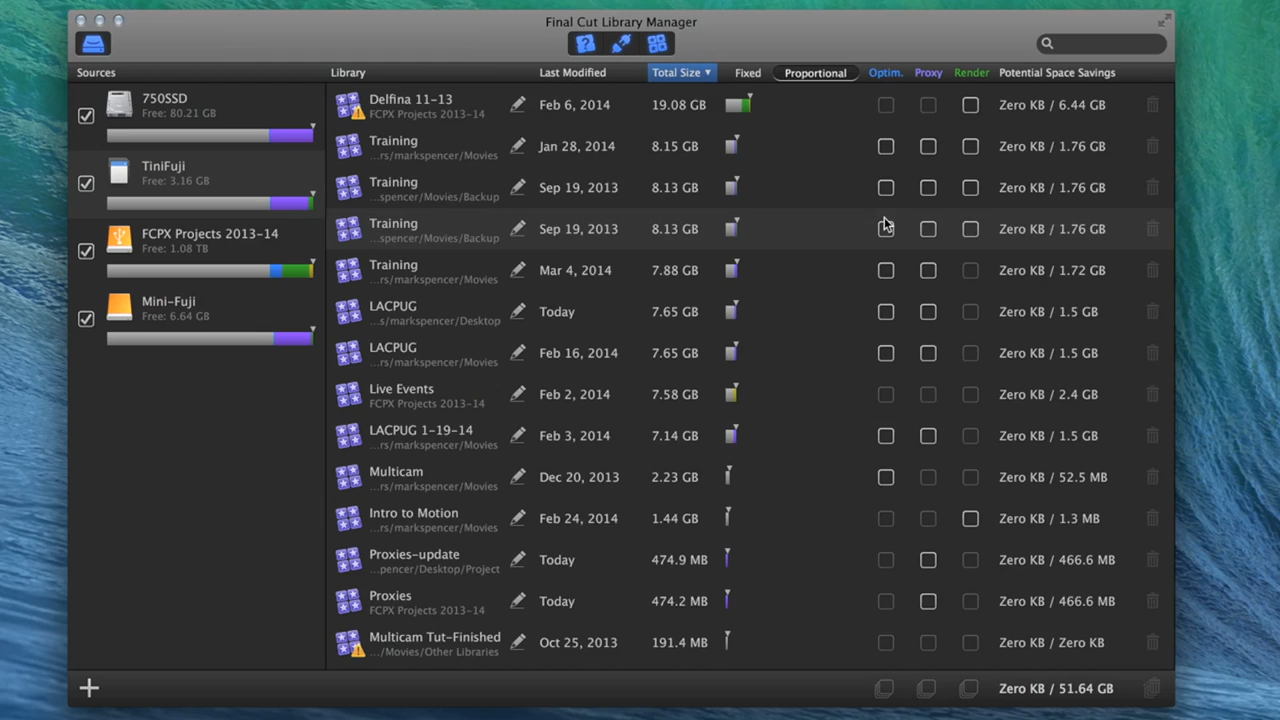 Final Cut Library Manager
Sources
Library Last Modified Total Size ▼ Fixed Proportional Optim. Proxy Render Potential Space Savings
750SSD
Free: 80.21 GB
TiniFuji
Free: 3.16 GB
FCPX Projects 2013-14
Free: 1.08 TB
Mini-Fuji
Free: 6.64 GB
Delfina 11-13 Feb 6, 2014 19.08 GB Zero KB / 6.44 GB
FCPX Projects 2013-14
Training Jan 28, 2014 8.15 GB Zero KB / 1.76 GB
...rs/markspencer/Movies
Training Sep 19, 2013 8.13 GB Zero KB / 1.76 GB
...spencer/Movies/Backup
Training Sep 19, 2013 8.13 GB Zero KB / 1.76 GB
...spencer/Movies/Backup
Training Mar 4, 2014 7.88 GB Zero KB / 1.72 GB
...rs/markspencer/Movies
LACPUG Today 7.65 GB Zero KB / 1.5 GB
...s/markspencer/Desktop
LACPUG Feb 16, 2014 7.65 GB Zero KB / 1.5 GB
...rs/markspencer/Movies
Live Events Feb 2, 2014 7.58 GB Zero KB / 2.4 GB
FCPX Projects 2013-14
LACPUG 1-19-14 Feb 3, 2014 7.14 GB Zero KB / 1.5 GB
...rs/markspencer/Movies
Multicam Dec 20, 2013 2.23 GB Zero KB / 52.5 MB
...rs/markspencer/Movies
Intro to Motion Feb 24, 2014 1.44 GB Zero KB / 1.3 MB
...rs/markspencer/Movies
Proxies-update Today 474.9 MB Zero KB / 466.6 MB
...pencer/Desktop/Project
Proxies Today 474.2 MB Zero KB / 466.6 MB
FCPX Projects 2013-14
Multicam Tut-Finished Oct 25, 2013 191.4 MB Zero KB / Zero KB
.../Movies/Other Libraries
Zero KB / 51.64 GB